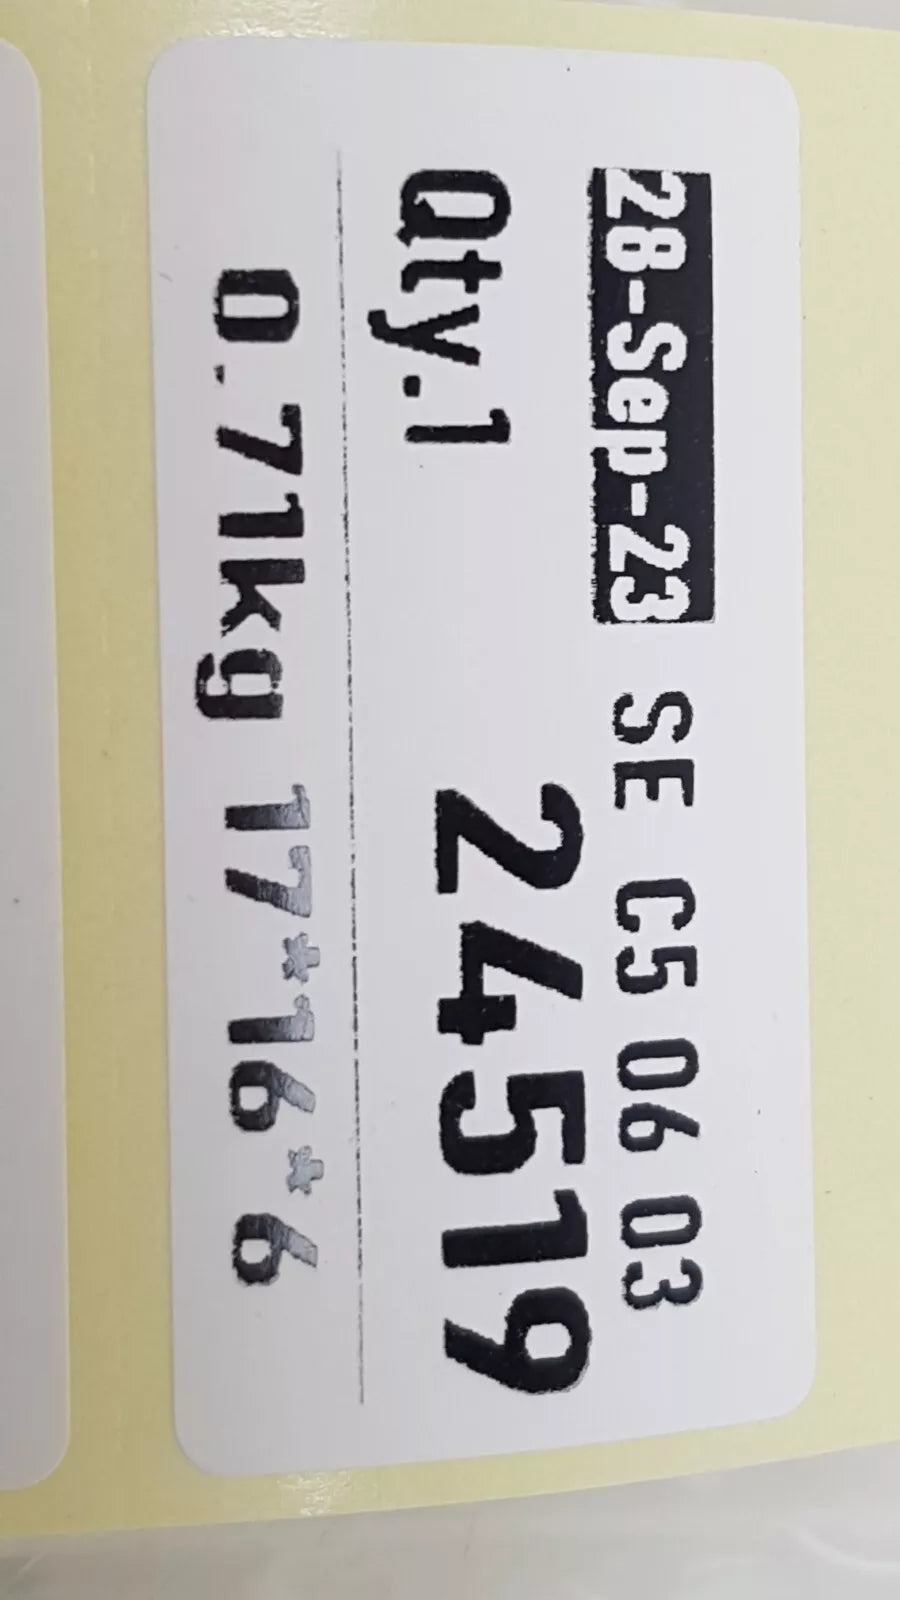 28-Sep-23 SE C5 06 03
Qty.1 24519
0.71kg 17*16*6